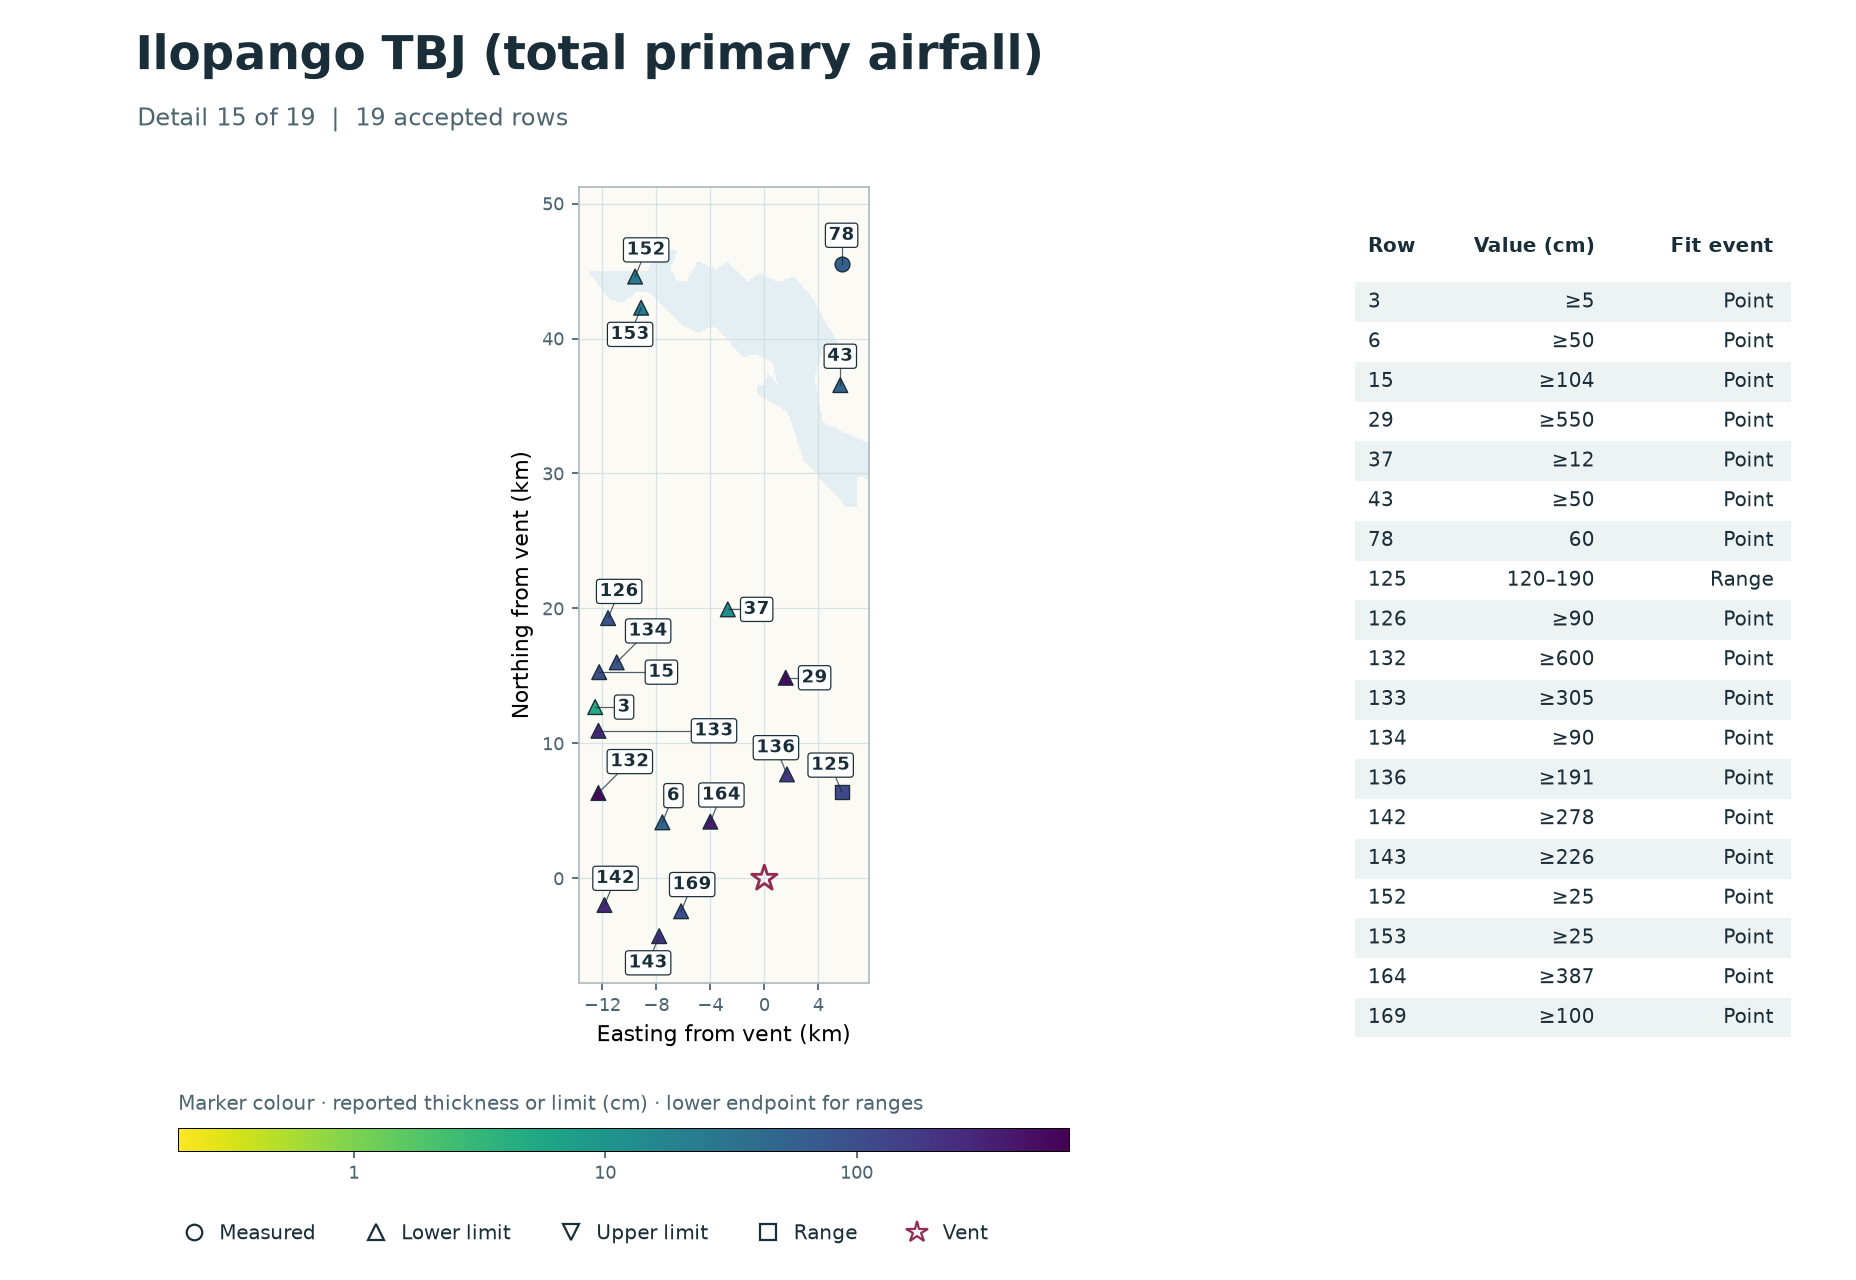 Ilopango TBJ (total primary airfall)
Detail 15 of 19 | 19 accepted rows
50
40
30
20
10
0
Northing from vent (km)
152
78
153
43
126
37
134
15
29
3
133
136
132
125
6
164
142
169
143
−12
−8
−4
0
4
Easting from vent (km)
Row Value (cm) Fit event
3 ≥5 Point
6 ≥50 Point
15 ≥104 Point
29 ≥550 Point
37 ≥12 Point
43 ≥50 Point
78 60 Point
125 120–190 Range
126 ≥90 Point
132 ≥600 Point
133 ≥305 Point
134 ≥90 Point
136 ≥191 Point
142 ≥278 Point
143 ≥226 Point
152 ≥25 Point
153 ≥25 Point
164 ≥387 Point
169 ≥100 Point
Marker colour · reported thickness or limit (cm) · lower endpoint for ranges
1
10
100
Measured
Lower limit
Upper limit
Range
Vent